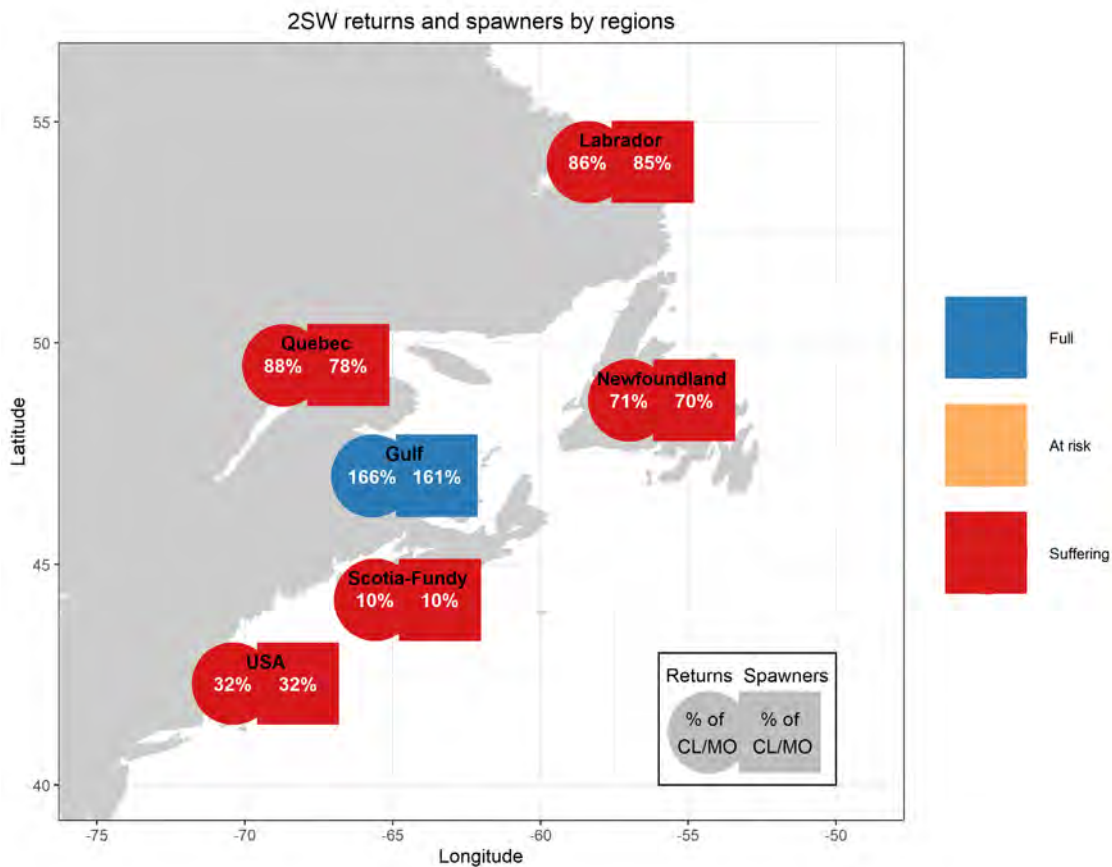 2SW returns and spawners by regions
55
Labrador
86% 85%
50
Quebec
88% 78%
Newfoundland
71% 70%
Gulf
166% 161%
45
Scotia-Fundy
10% 10%
USA
32% 32%
40
Latitude
-75 -70 -65 -60 -55 -50
Longitude
Returns Spawners
% of % of
CL/MO CL/MO
Full
At risk
Suffering